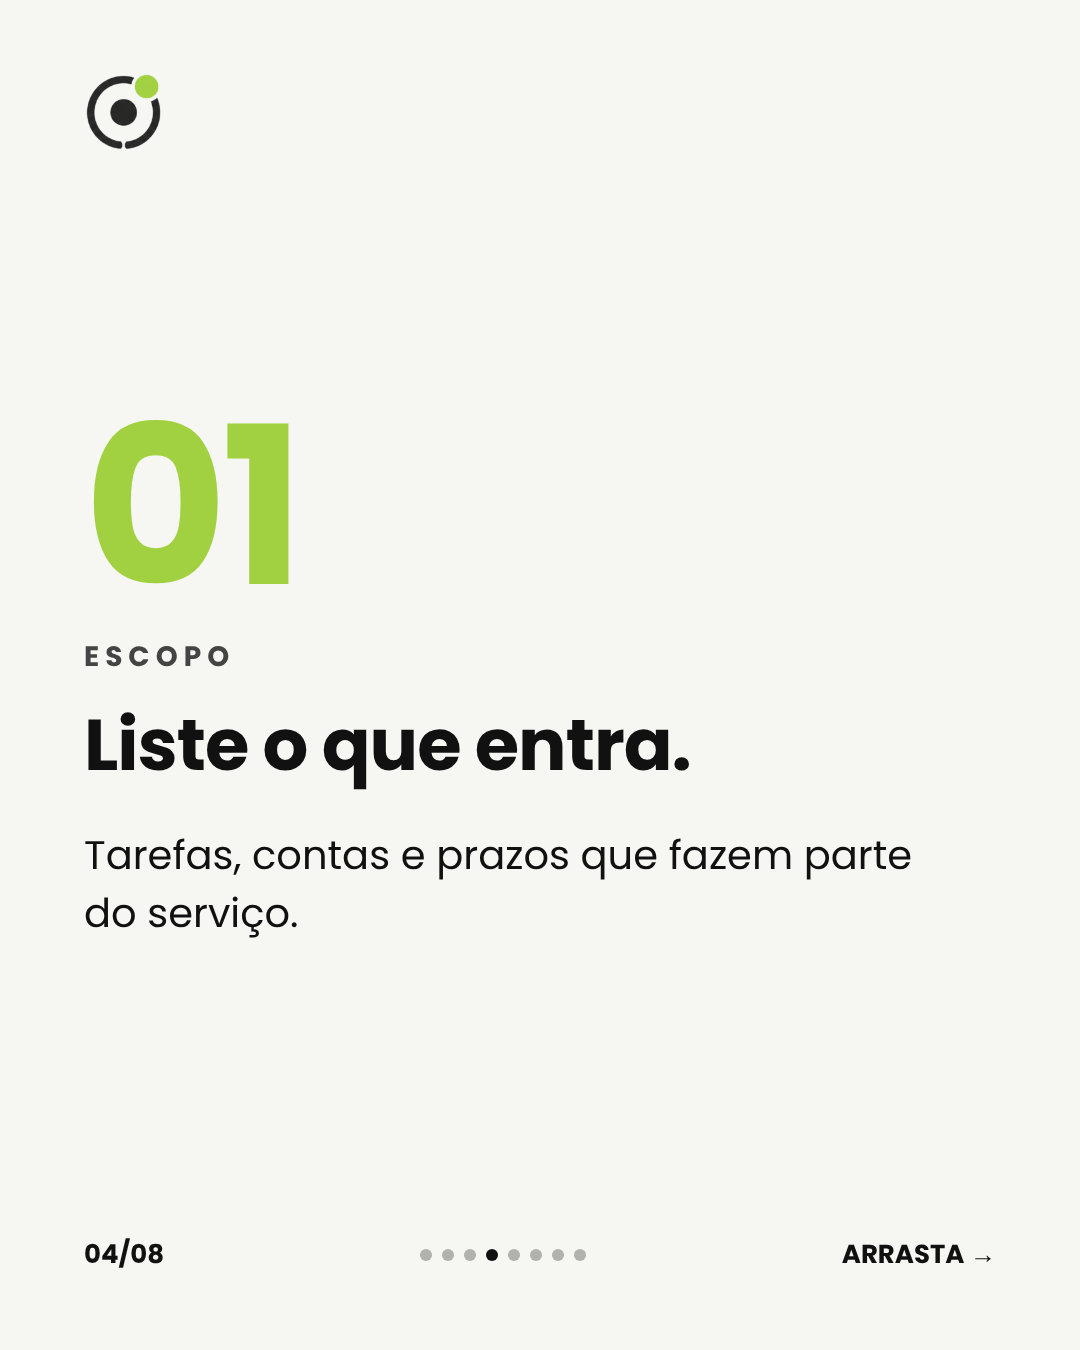 01
ESCOPO
Liste o que entra.
Tarefas, contas e prazos que fazem parte
do serviço.
04/08
ARRASTA →